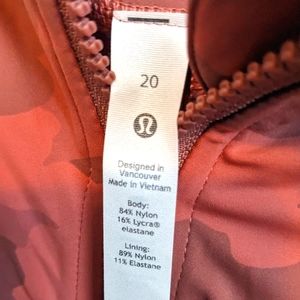 20
Designed in
Vancouver
Made in Vietnam
Body:
84% Nylon
16% Lycra®
elastane
Lining:
89% Nylon
11% Elastane